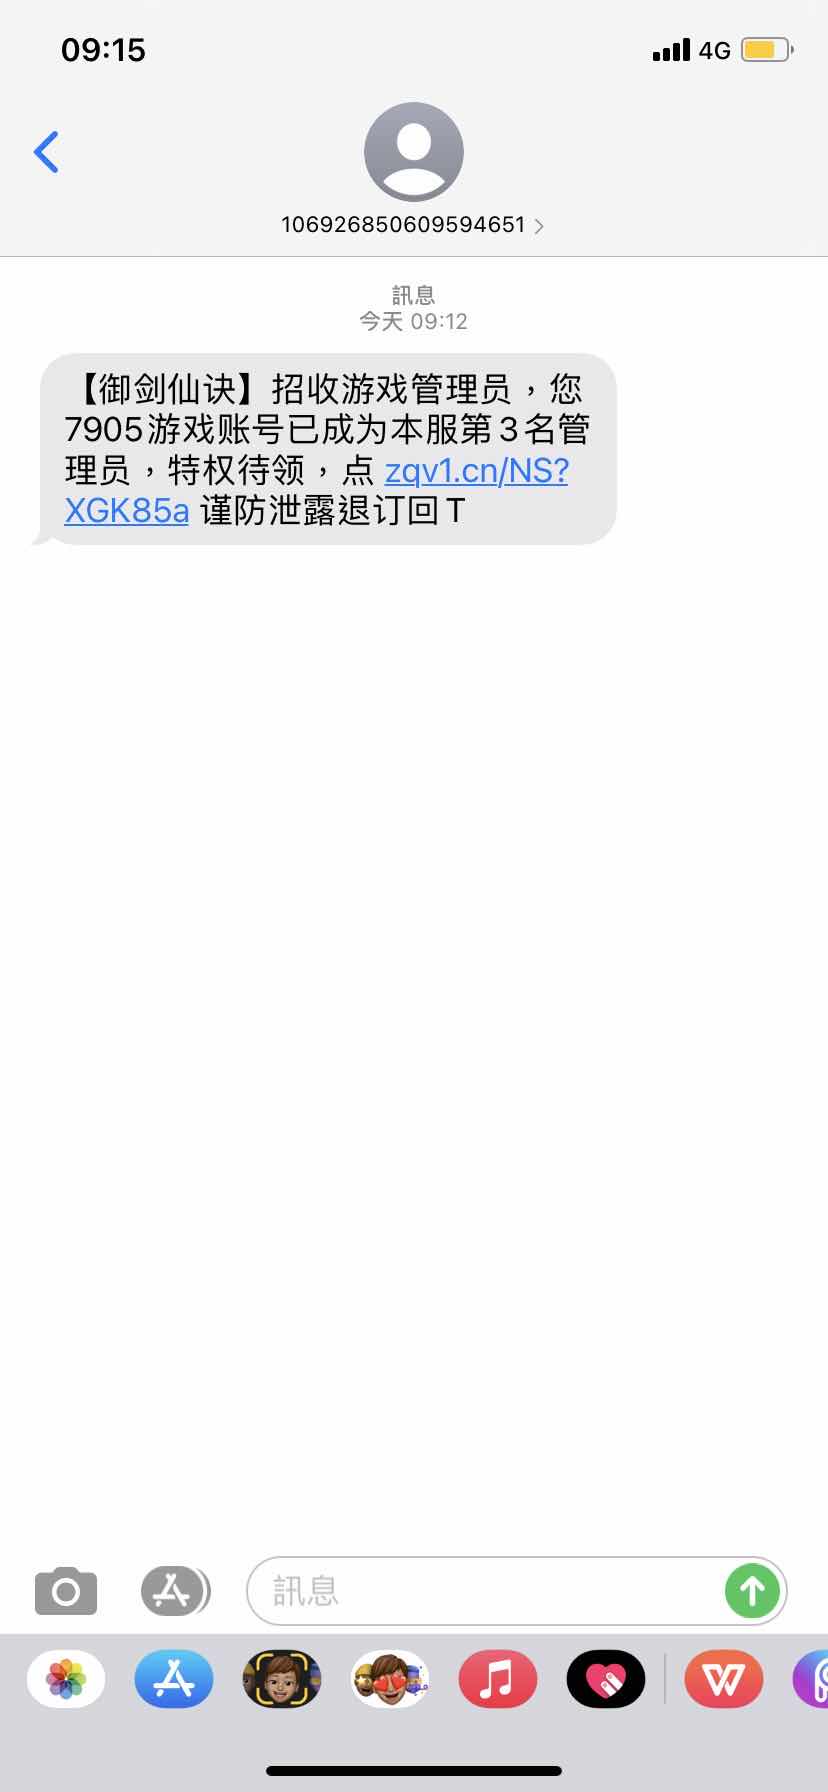 09:15
4G
106926850609594651
訊息
今天 09:12
【御剑仙诀】招收游戏管理员，您
7905游戏账号已成为本服第3名管
理员，特权待领，点 zqv1.cn/NS?
XGK85a 谨防泄露退订回T
訊息